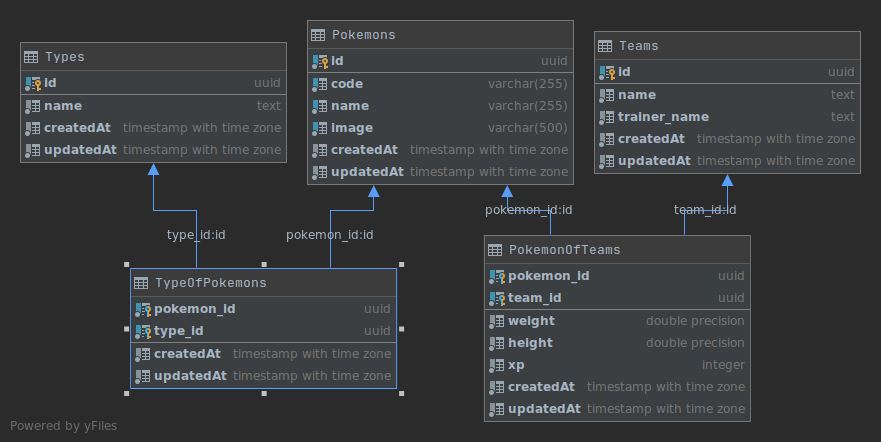 Types
id uuid
name text
createdAt timestamp with time zone
updatedAt timestamp with time zone
Pokemons
id uuid
code varchar(255)
name varchar(255)
image varchar(500)
createdAt timestamp with time zone
updatedAt timestamp with time zone
Teams
id uuid
name text
trainer_name text
createdAt timestamp with time zone
updatedAt timestamp with time zone
type_id:id
pokemon_id:id
pokemon_id:id
team_id:id
TypeOfPokemons
pokemon_id uuid
type_id uuid
createdAt timestamp with time zone
updatedAt timestamp with time zone
PokemonOfTeams
pokemon_id uuid
team_id uuid
weight double precision
height double precision
xp integer
createdAt timestamp with time zone
updatedAt timestamp with time zone
Powered by yFiles